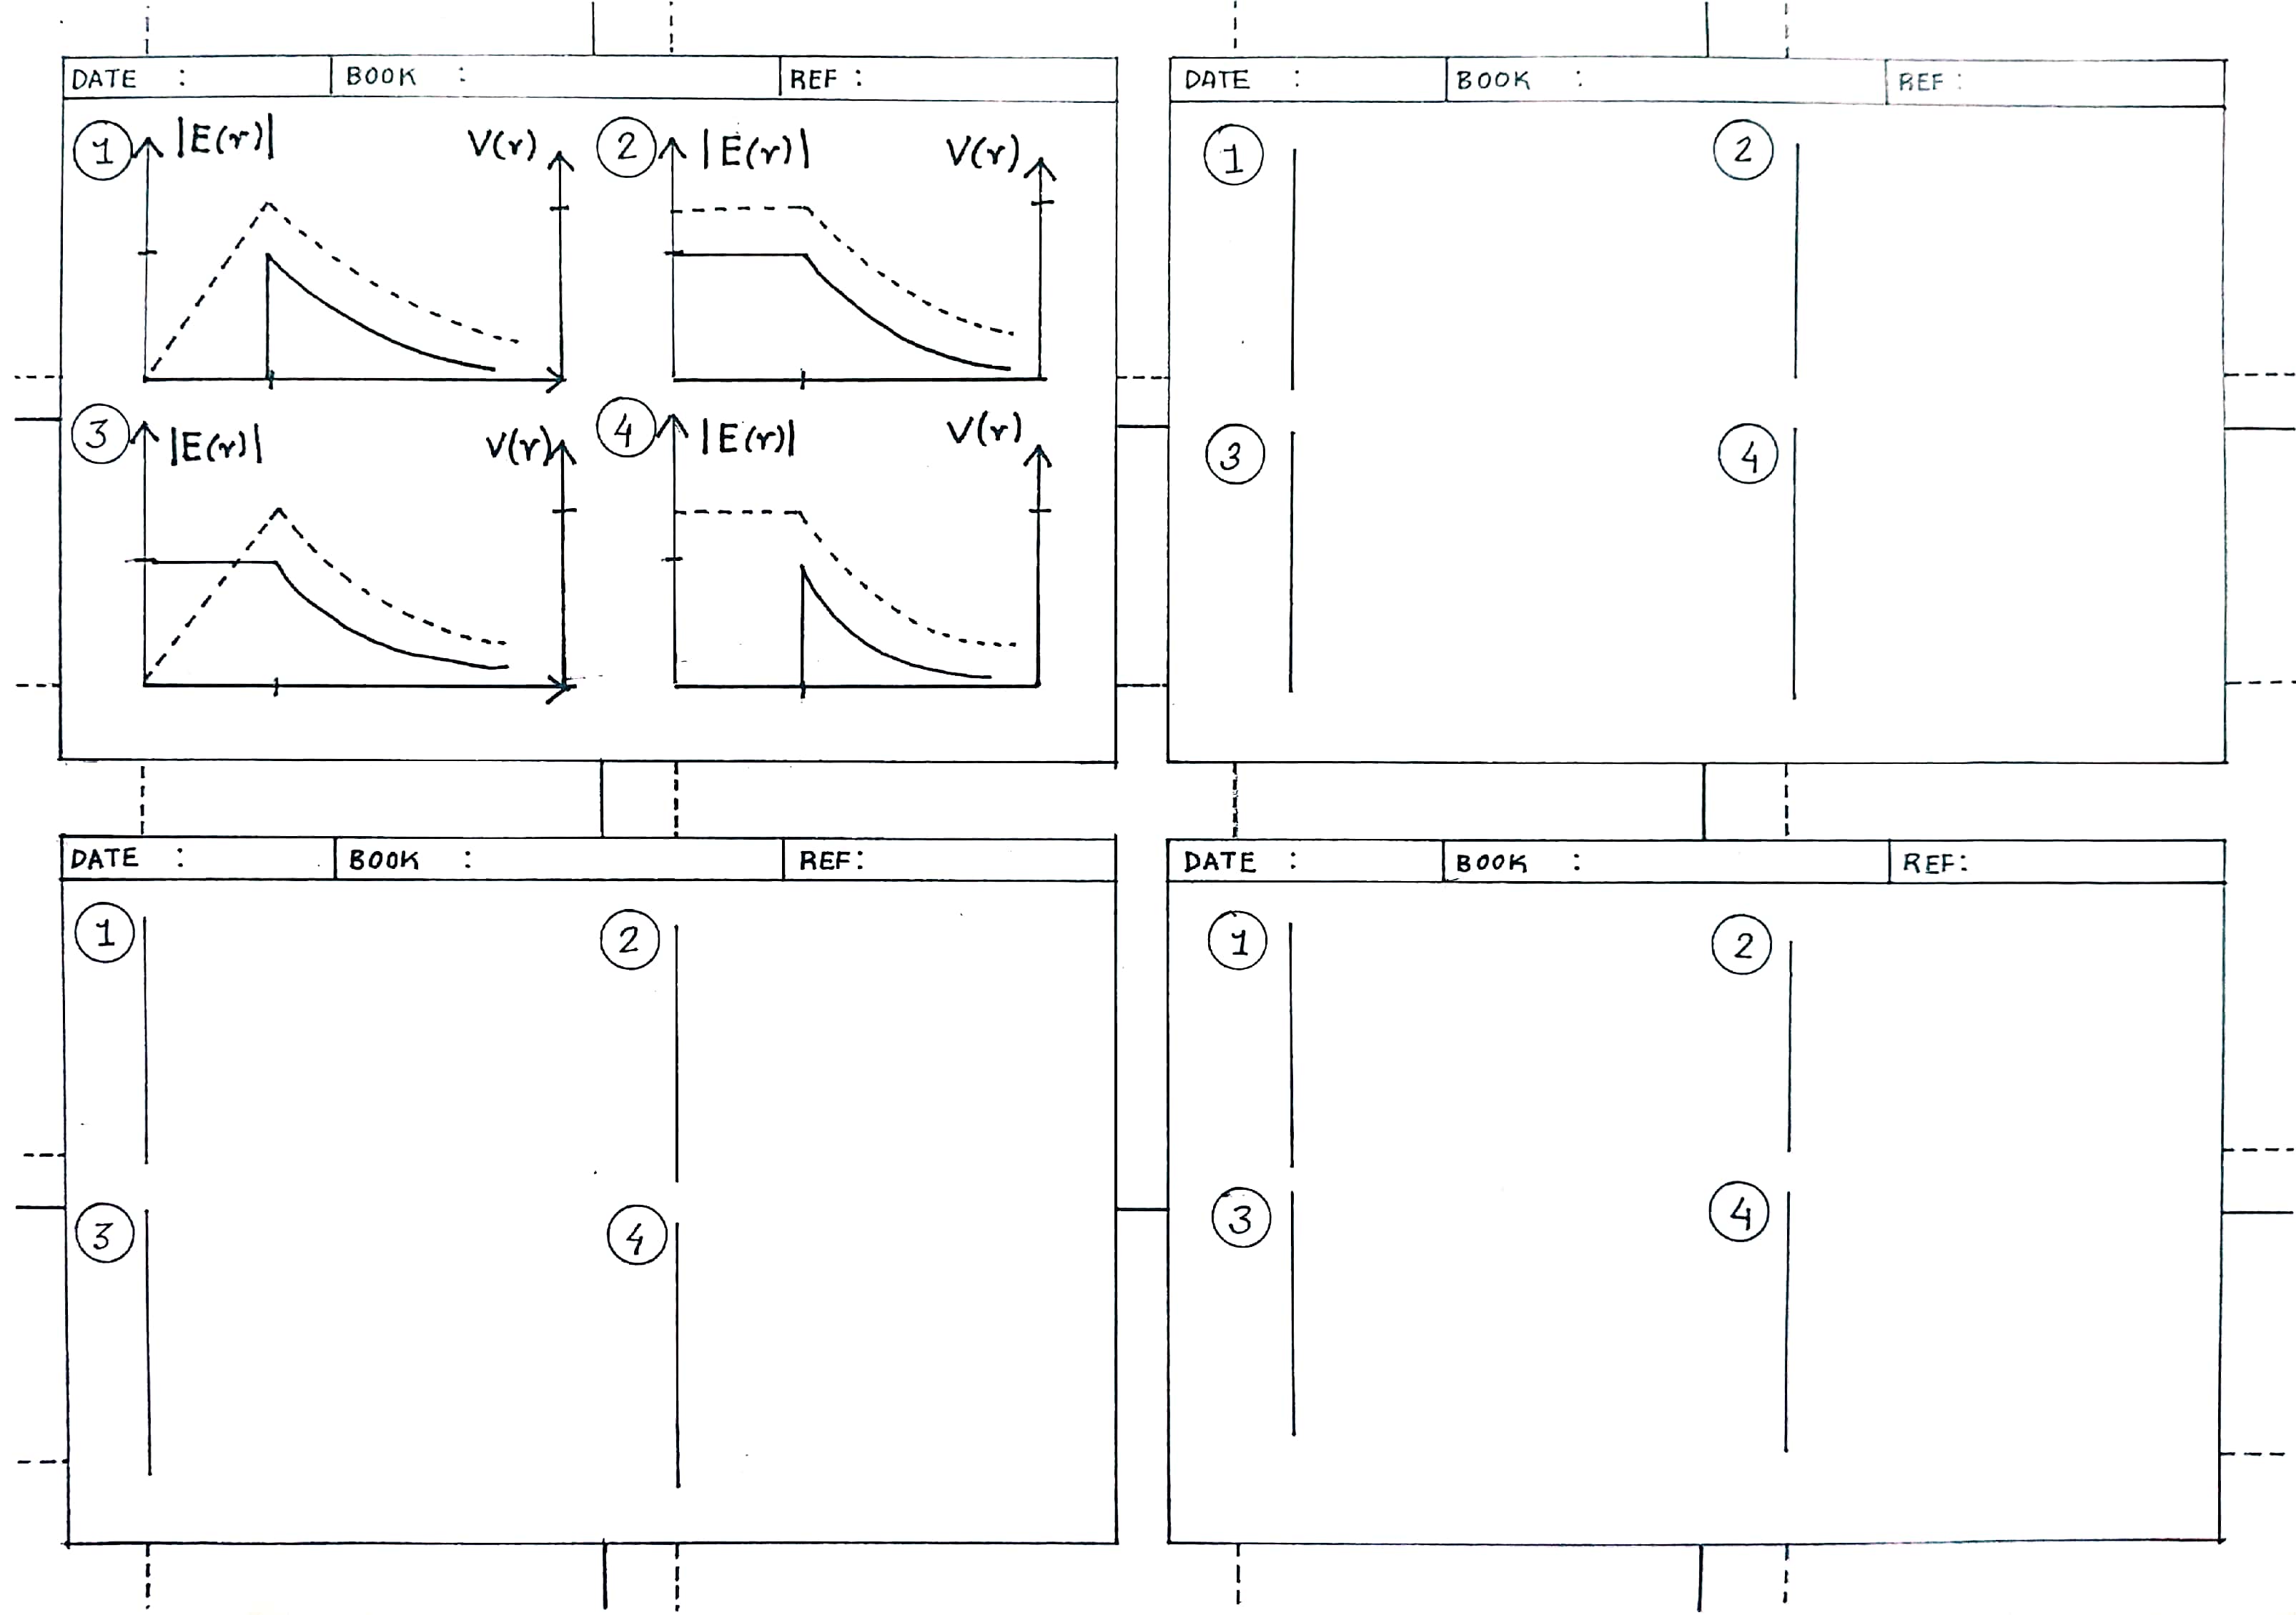 DATE : BOOK : REF :
① |E(r)| V(r) ② |E(r)| V(r)
③ |E(r)| V(r) ④ |E(r)| V(r)
DATE : BOOK : REF :
① ②
③ ④
DATE : BOOK : REF:
① ②
③ ④
DATE : BOOK : REF:
① ②
③ ④